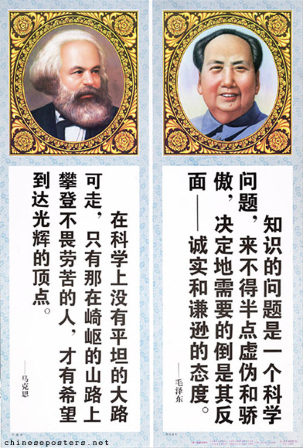 在科学上没有平坦的大路
可走，只有那在崎岖的山路上
攀登不畏劳苦的人，才有希望
到达光辉的顶点。
——马克思
知识的问题是一个科学
问题，来不得半点虚伪和骄
傲，决定地需要的倒是其反
面——诚实和谦逊的态度。
——毛泽东
chineseposters.net